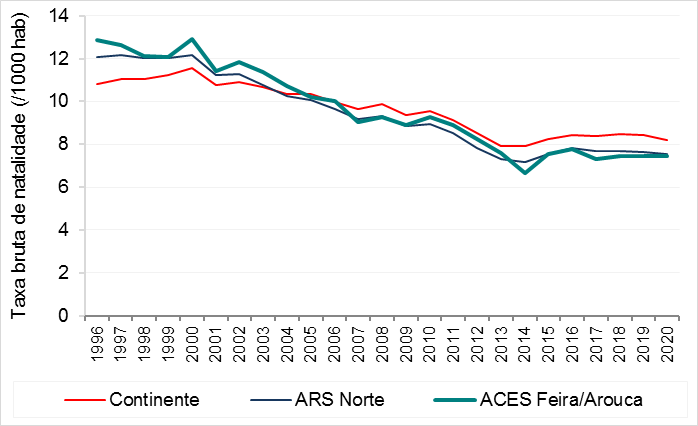 Taxa bruta de natalidade (/1000 hab)
14
12
10
8
6
4
2
0
1996 1997 1998 1999 2000 2001 2002 2003 2004 2005 2006 2007 2008 2009 2010 2011 2012 2013 2014 2015 2016 2017 2018 2019 2020
Continente ARS Norte ACES Feira/Arouca